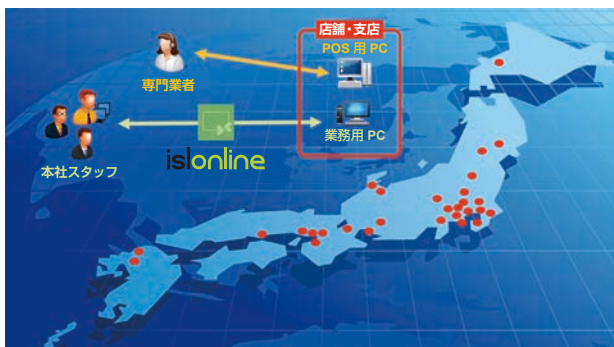 店舗・支店
POS 用 PC
専門業者
業務用 PC
islonline
本社スタッフ